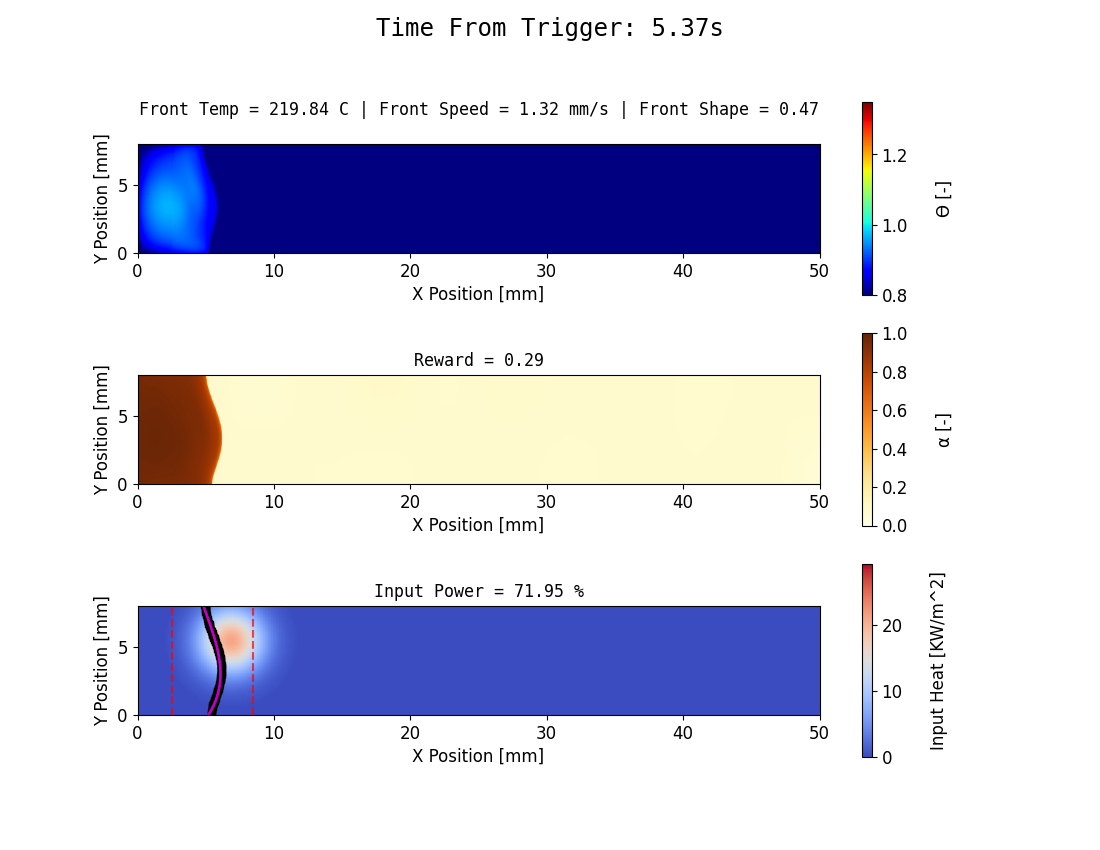 Time From Trigger: 5.37s
Front Temp = 219.84 C | Front Speed = 1.32 mm/s | Front Shape = 0.47
Y Position [mm]
5
0
0 10 20 30 40 50
X Position [mm]
1.2
1.0
0.8
Θ [-]
Reward = 0.29
Y Position [mm]
5
0
0 10 20 30 40 50
X Position [mm]
1.0
0.8
0.6
0.4
0.2
0.0
α [-]
Input Power = 71.95 %
Y Position [mm]
5
0
0 10 20 30 40 50
X Position [mm]
20
10
0
Input Heat [KW/m^2]